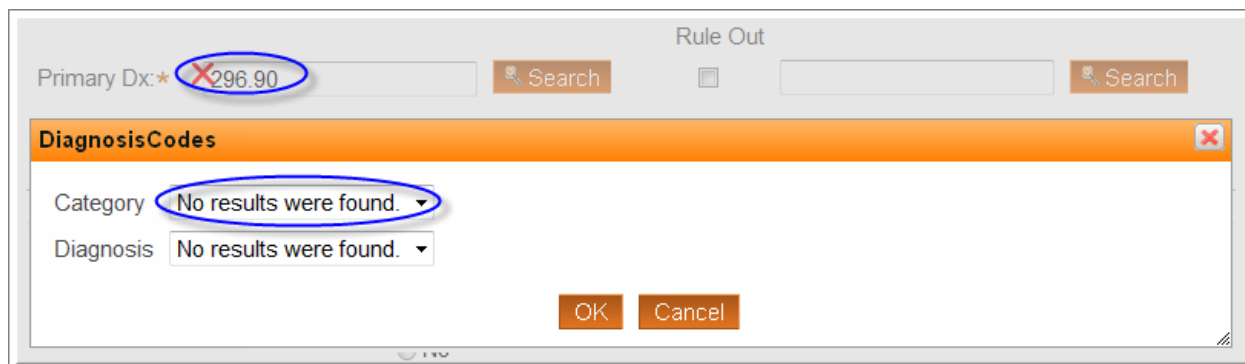 Rule Out
Primary Dx:* 296.90 Search Search
DiagnosisCodes
Category No results were found.
Diagnosis No results were found.
OK Cancel
No